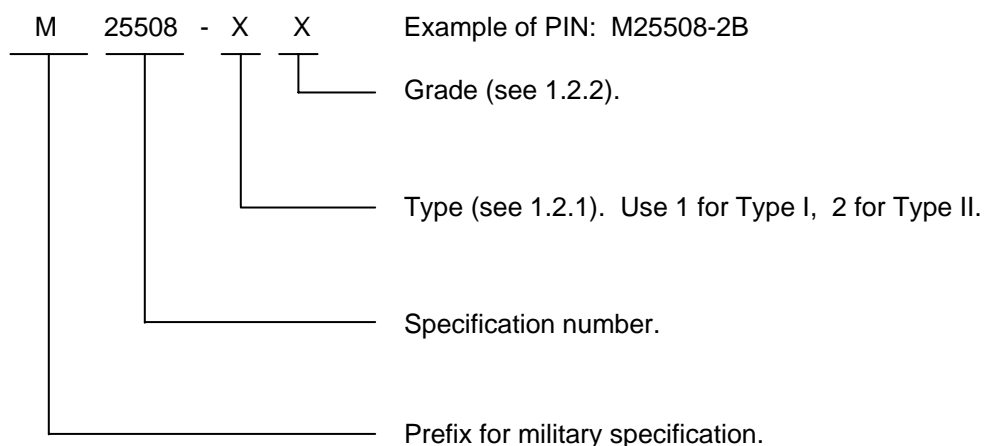 M 25508 - X X Example of PIN: M25508-2B
Grade (see 1.2.2).
Type (see 1.2.1). Use 1 for Type I, 2 for Type II.
Specification number.
Prefix for military specification.